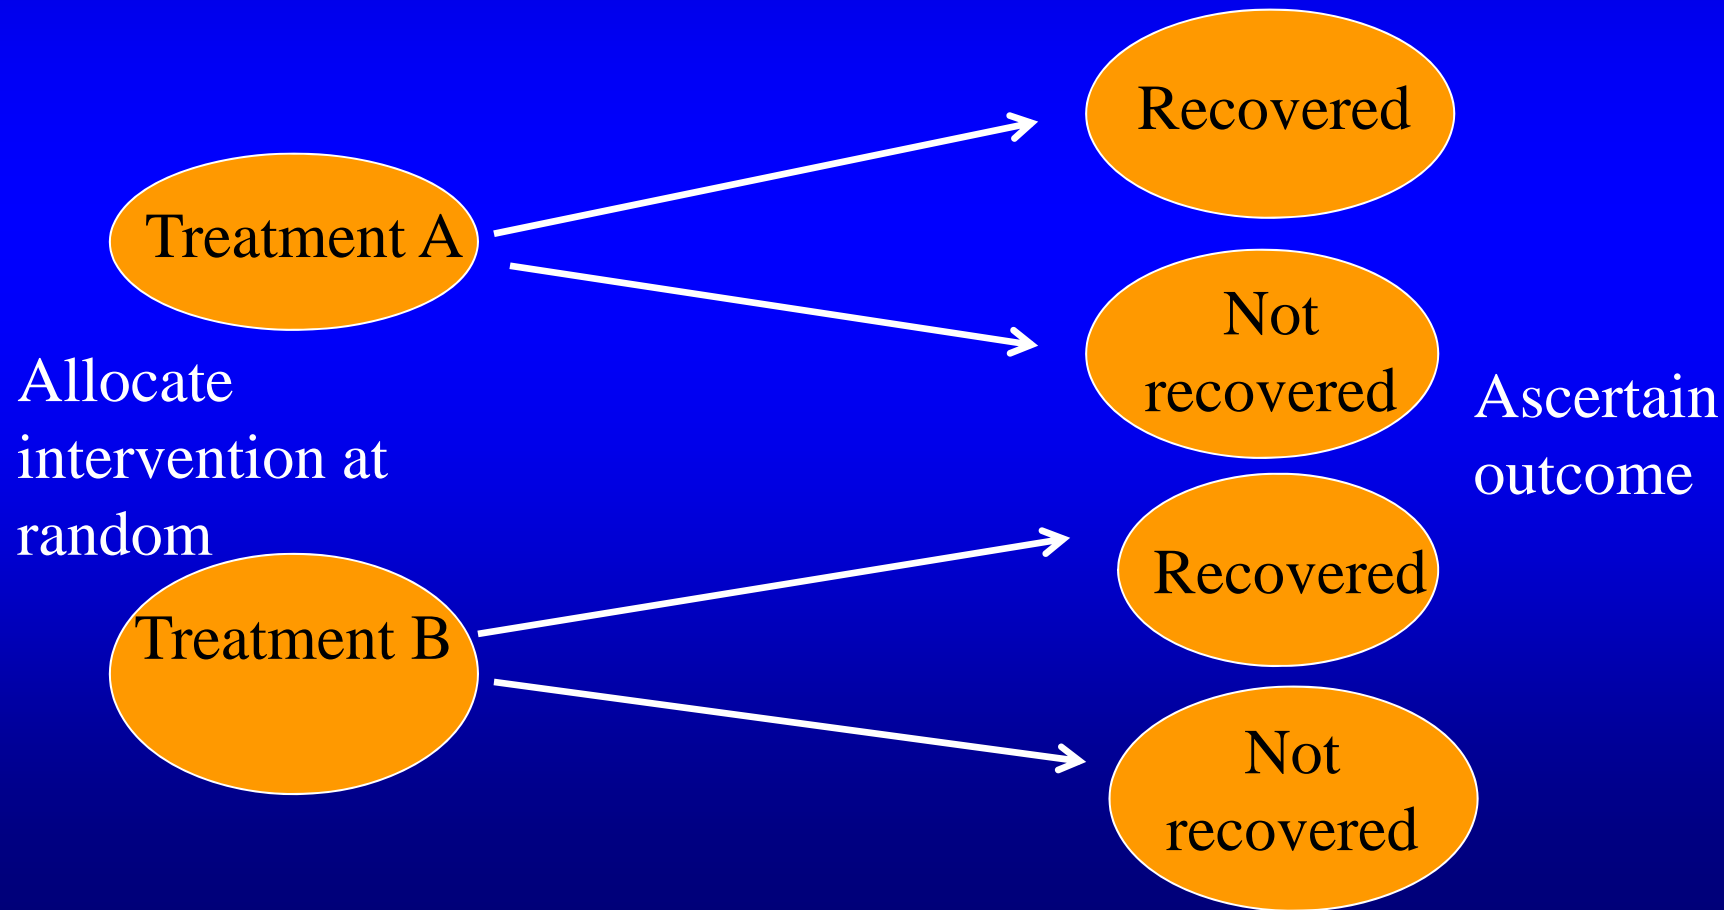 Treatment A
Allocate
intervention at
random
Treatment B
Recovered
Not
recovered
Recovered
Not
recovered
Ascertain
outcome